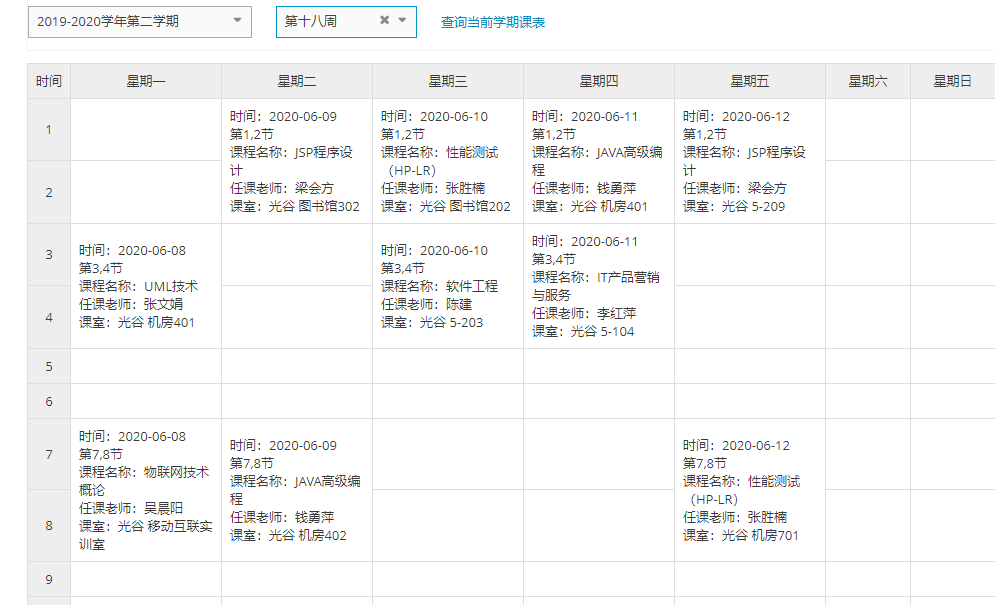 2019-2020学年第二学期
第十八周
查询当前学期课表
时间 星期一 星期二 星期三 星期四 星期五 星期六 星期日
1
2
时间：2020-06-09
第1,2节
课程名称：JSP程序设
计
任课老师：梁会方
课室：光谷 图书馆302
时间：2020-06-10
第1,2节
课程名称：性能测试
（HP-LR）
任课老师：张胜楠
课室：光谷 图书馆202
时间：2020-06-11
第1,2节
课程名称：JAVA高级编
程
任课老师：钱勇萍
课室：光谷 机房401
时间：2020-06-12
第1,2节
课程名称：JSP程序设
计
任课老师：梁会方
课室：光谷 5-209
3
4
时间：2020-06-08
第3,4节
课程名称：UML技术
任课老师：张文娟
课室：光谷 机房401
时间：2020-06-10
第3,4节
课程名称：软件工程
任课老师：陈建
课室：光谷 5-203
时间：2020-06-11
第3,4节
课程名称：IT产品营销
与服务
任课老师：李红萍
课室：光谷 5-104
5
6
7
8
时间：2020-06-08
第7,8节
课程名称：物联网技术
概论
任课老师：吴晨阳
课室：光谷 移动互联实
训室
时间：2020-06-09
第7,8节
课程名称：JAVA高级编
程
任课老师：钱勇萍
课室：光谷 机房402
时间：2020-06-12
第7,8节
课程名称：性能测试
（HP-LR）
任课老师：张胜楠
课室：光谷 机房701
9